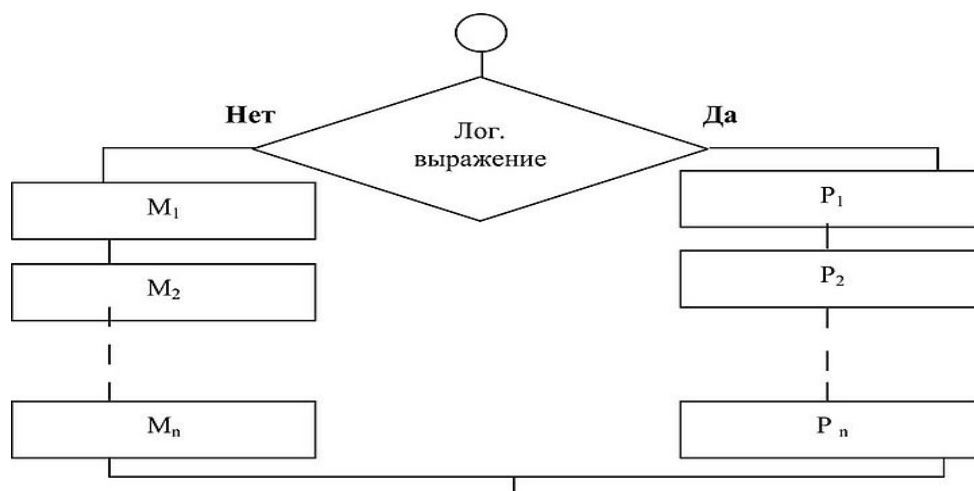 Нет
Да
Лог.
выражение
M₁
P₁
M₂
P₂
Mₙ
P ₙ